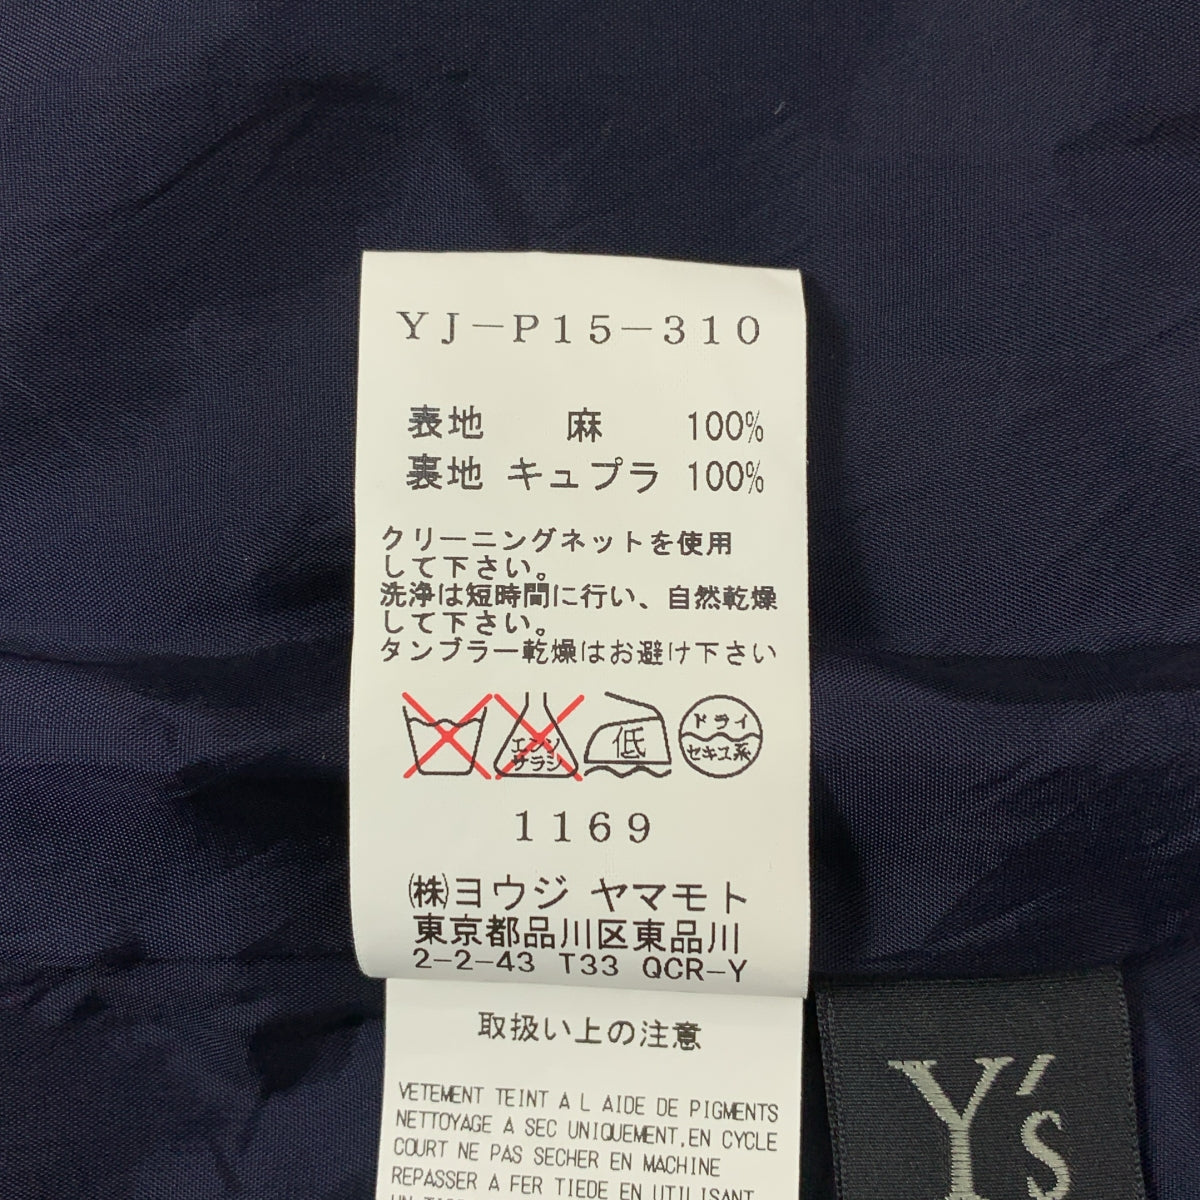 YJ-P15-310
表地 麻 100%
裏地 キュプラ 100%
クリーニングネットを使用
して下さい。
洗浄は短時間に行い、自然乾燥
して下さい。
タンブラー乾燥はお避け下さい
エンソ
サラシ
低
ドライ
セキユ系
1169
㈱ヨウジ ヤマモト
東京都品川区東品川
2-2-43 T33 QCR-Y
取扱い上の注意
VETEMENT TEINT A L AIDE DE PIGMENTS
NETTOYAGE A SEC UNIQUEMENT,EN CYCLE
COURT NE PAS SECHER EN MACHINE
REPASSER A FER TIEDE EN UTILISANT
Y's